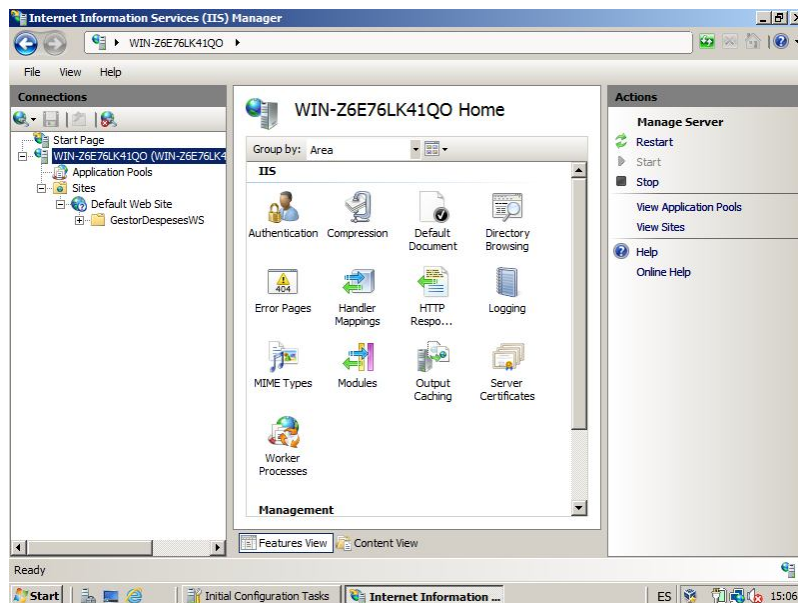 Internet Information Services (IIS) Manager
WIN-Z6E76LK41QO
File View Help
Connections
Start Page
WIN-Z6E76LK41QO (WIN-Z6E76LK4
Application Pools
Sites
Default Web Site
GestorDespesesWS
WIN-Z6E76LK41QO Home
Group by: Area
IIS
Authentication Compression Default Document Directory Browsing
404
Error Pages Handler Mappings HTTP Respo... Logging
MIME Types Modules Output Caching Server Certificates
Worker Processes
Management
Features View Content View
Actions
Manage Server
Restart
Start
Stop
View Application Pools
View Sites
Help
Online Help
Ready
Start Initial Configuration Tasks Internet Information ... ES 15:06